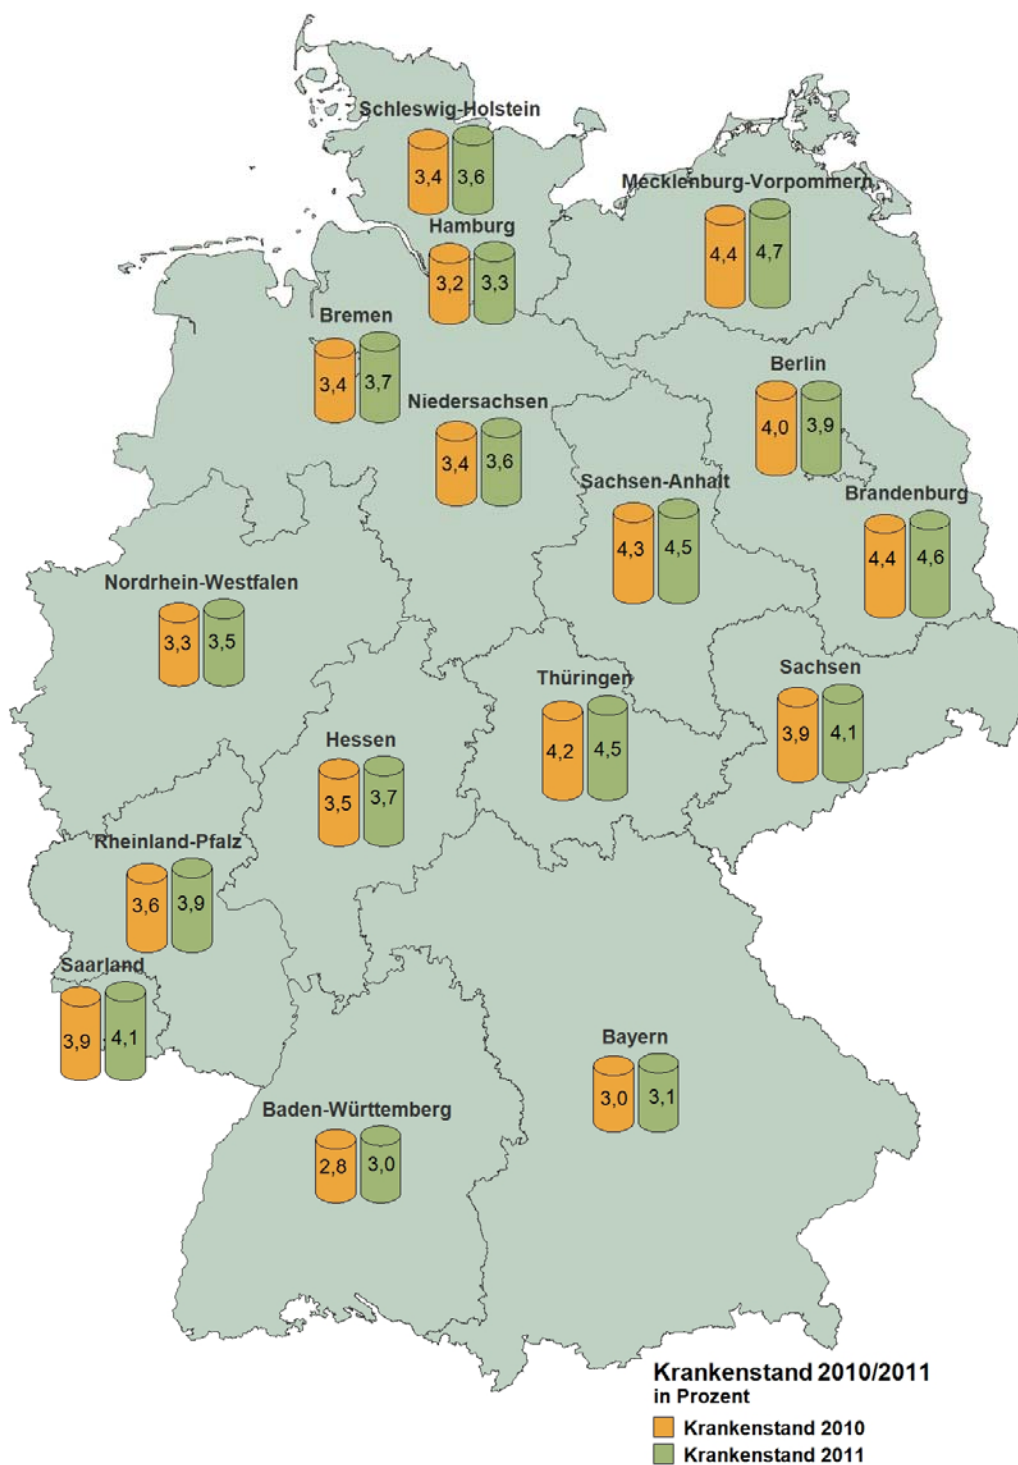 Schleswig-Holstein
3,4 3,6
Mecklenburg-Vorpommern
4,4 4,7
Hamburg
3,2 3,3
Bremen
3,4 3,7
Berlin
4,0 3,9
Niedersachsen
3,4 3,6
Sachsen-Anhalt
4,3 4,5
Brandenburg
4,4 4,6
Nordrhein-Westfalen
3,3 3,5
Thüringen
4,2 4,5
Sachsen
3,9 4,1
Hessen
3,5 3,7
Rheinland-Pfalz
3,6 3,9
Saarland
3,9 4,1
Bayern
3,0 3,1
Baden-Württemberg
2,8 3,0
Krankenstand 2010/2011
in Prozent
Krankenstand 2010
Krankenstand 2011